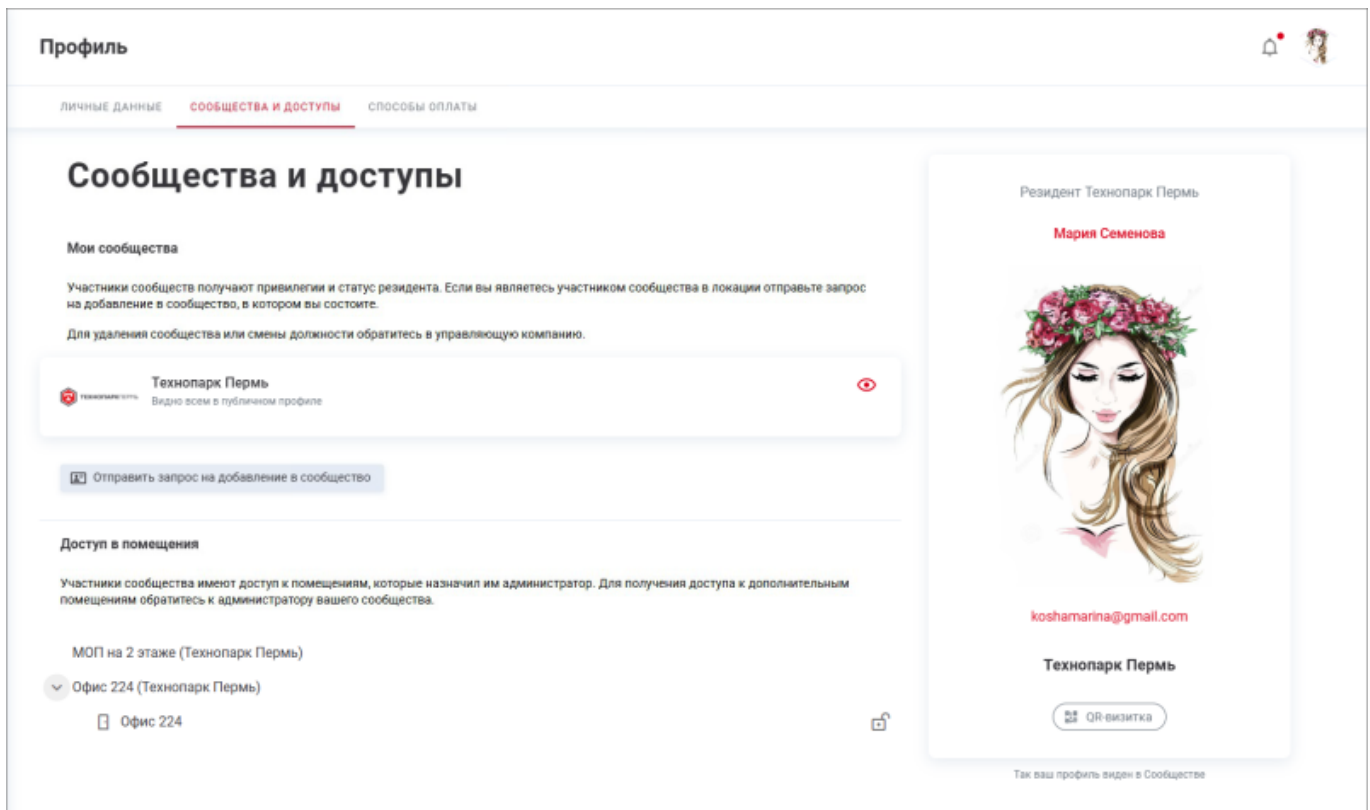 Профиль
ЛИЧНЫЕ ДАННЫЕ СООБЩЕСТВА И ДОСТУПЫ СПОСОБЫ ОПЛАТЫ
Сообщества и доступы
Мои сообщества
Участники сообществ получают привилегии и статус резидента. Если вы являетесь участником сообщества в локации отправьте запрос
на добавление в сообщество, в котором вы состоите.
Для удаления сообщества или смены должности обратитесь в управляющую компанию.
ТЕХНОПАРК ПЕРМЬ
Технопарк Пермь
Видно всем в публичном профиле
Отправить запрос на добавление в сообщество
Доступ в помещения
Участники сообщества имеют доступ к помещениям, которые назначил им администратор. Для получения доступа к дополнительным
помещениям обратитесь к администратору вашего сообщества.
МОП на 2 этаже (Технопарк Пермь)
Офис 224 (Технопарк Пермь)
Офис 224
Резидент Технопарк Пермь
Мария Семенова
koshamarina@gmail.com
Технопарк Пермь
QR-визитка
Так ваш профиль виден в Сообществе